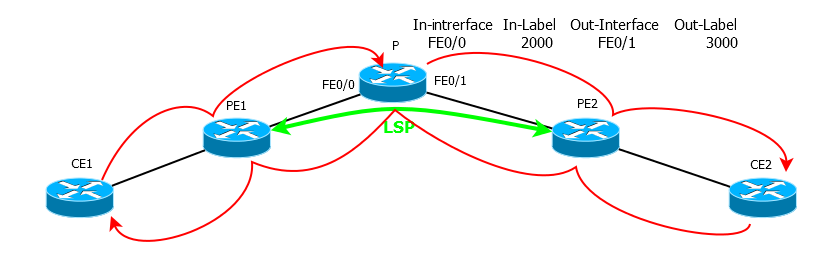 In-intrerface In-Label Out-Interface Out-Label
FE0/0 2000 FE0/1 3000
P
FE0/0
FE0/1
PE1
PE2
LSP
CE1
CE2